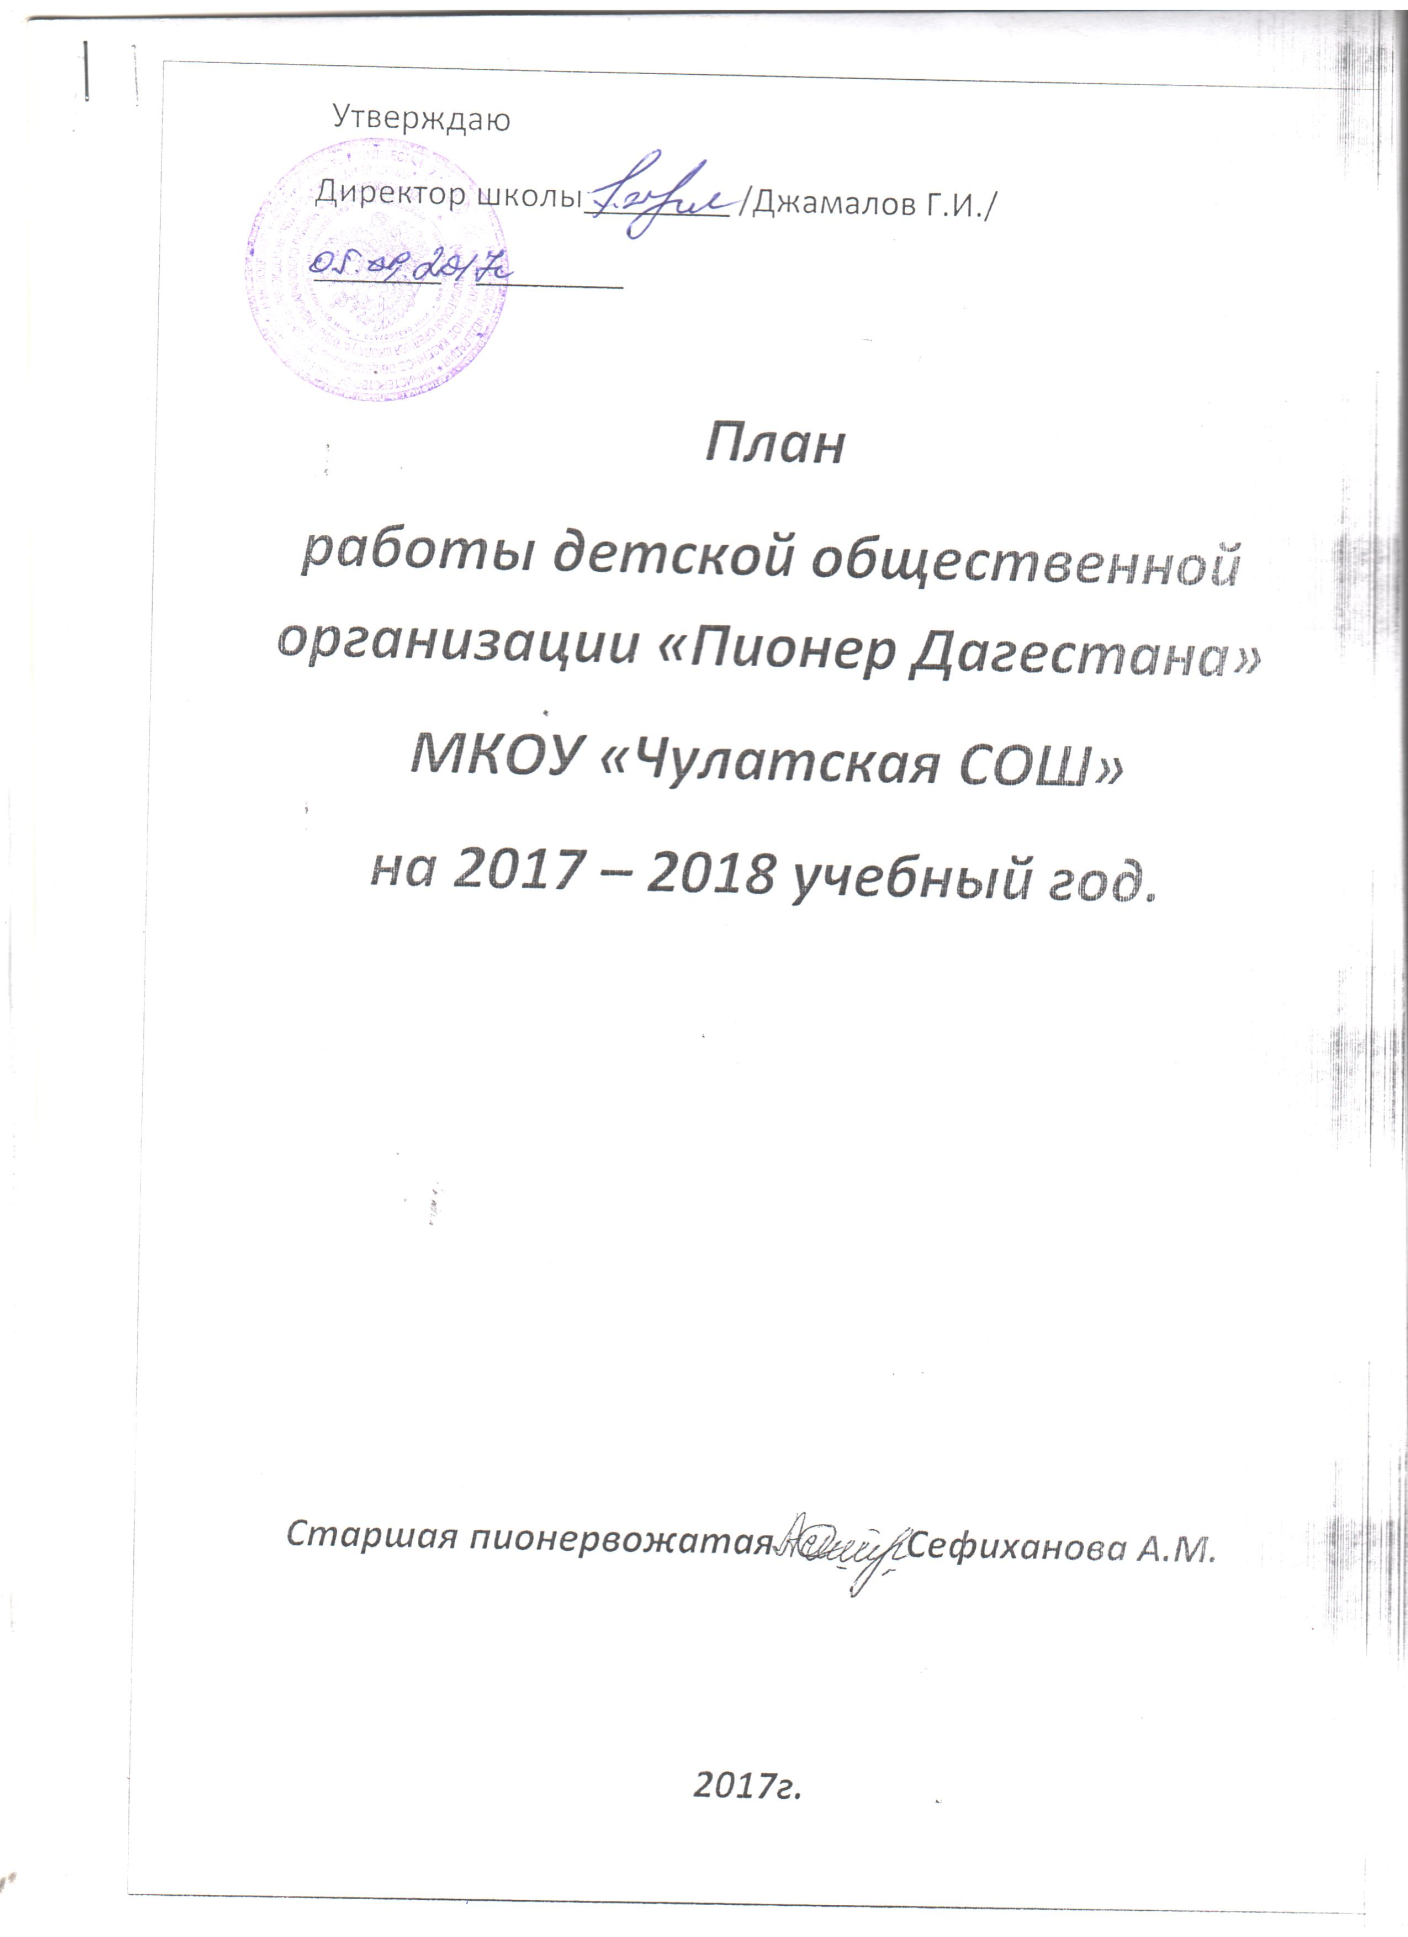 Утверждаю
Директор школы /Джамалов Г.И./
05.09.2017г
План
работы детской общественной
организации «Пионер Дагестана»
МКОУ «Чулатская СОШ»
на 2017 – 2018 учебный год.
Старшая пионервожатая Сефиханова А.М.
2017г.